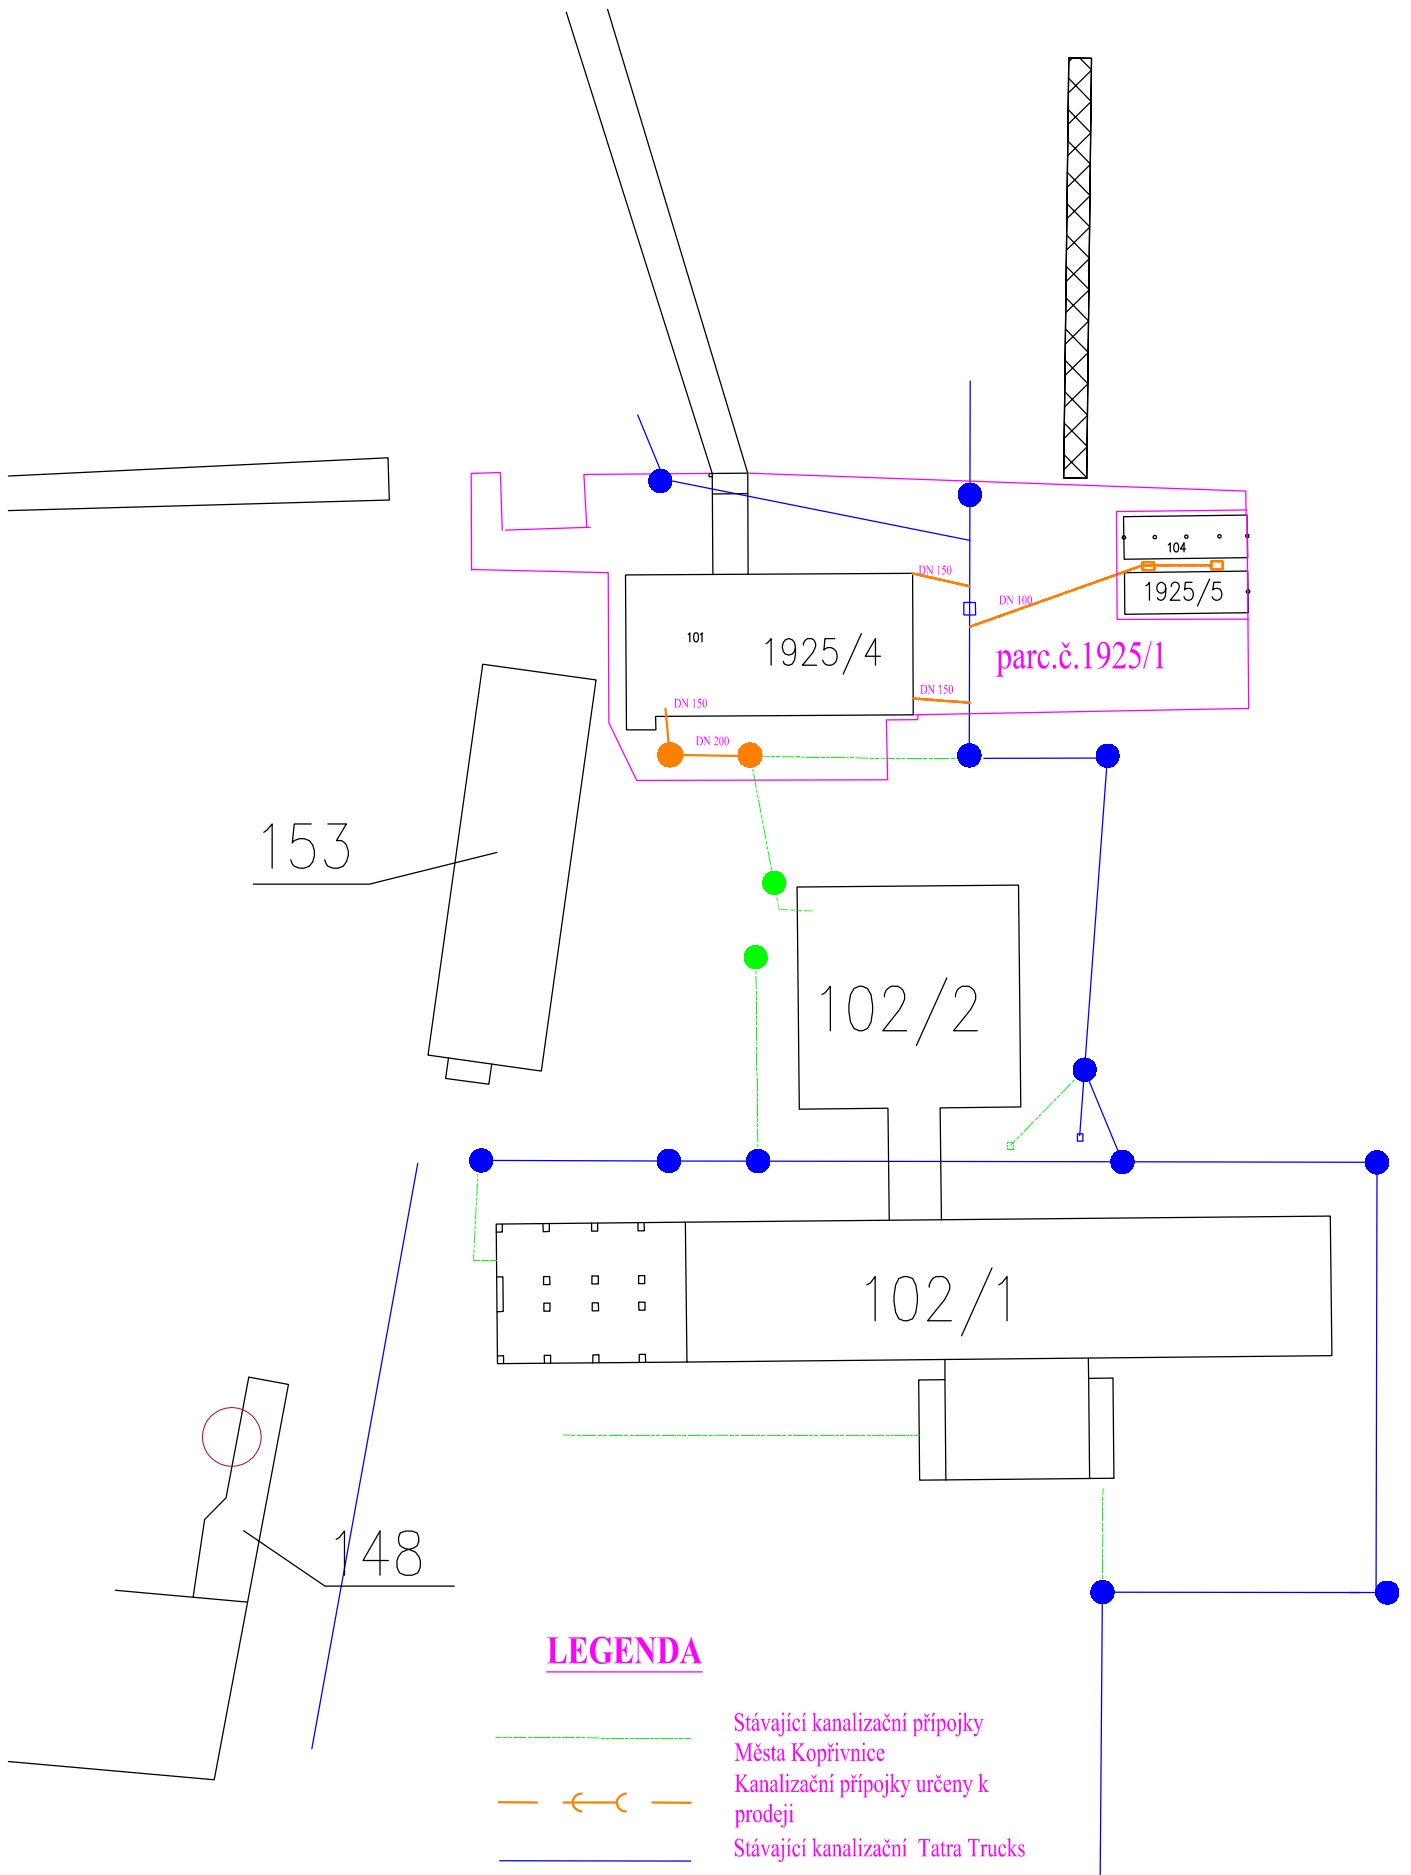 104
DN 150
1925/5
DN 100
101
1925/4
parc.č.1925/1
DN 150
DN 150
DN 200
153
102/2
102/1
148
LEGENDA
Stávající kanalizační přípojky
Města Kopřivnice
Kanalizační přípojky určeny k
prodeji
Stávající kanalizační Tatra Trucks